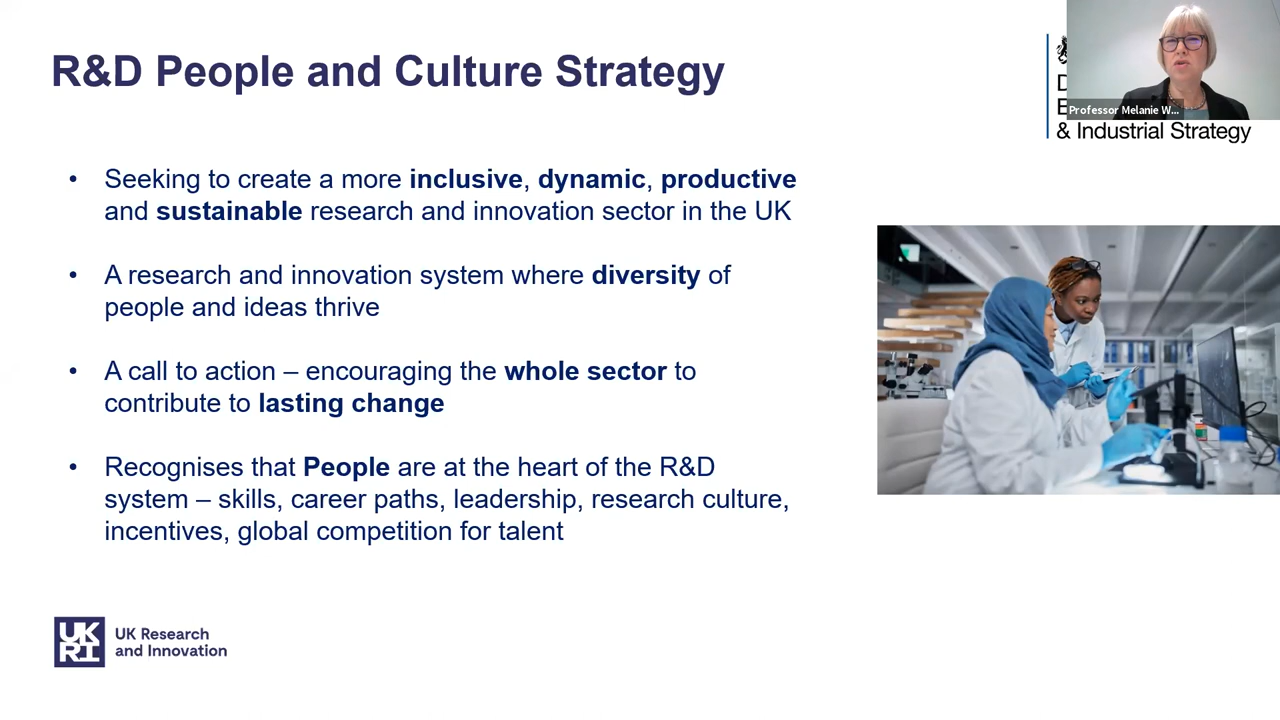 R&D People and Culture Strategy
Professor Melanie W...
& Industrial Strategy
• Seeking to create a more inclusive, dynamic, productive
and sustainable research and innovation sector in the UK
• A research and innovation system where diversity of
people and ideas thrive
• A call to action – encouraging the whole sector to
contribute to lasting change
• Recognises that People are at the heart of the R&D
system – skills, career paths, leadership, research culture,
incentives, global competition for talent
UK
RI
UK Research
and Innovation